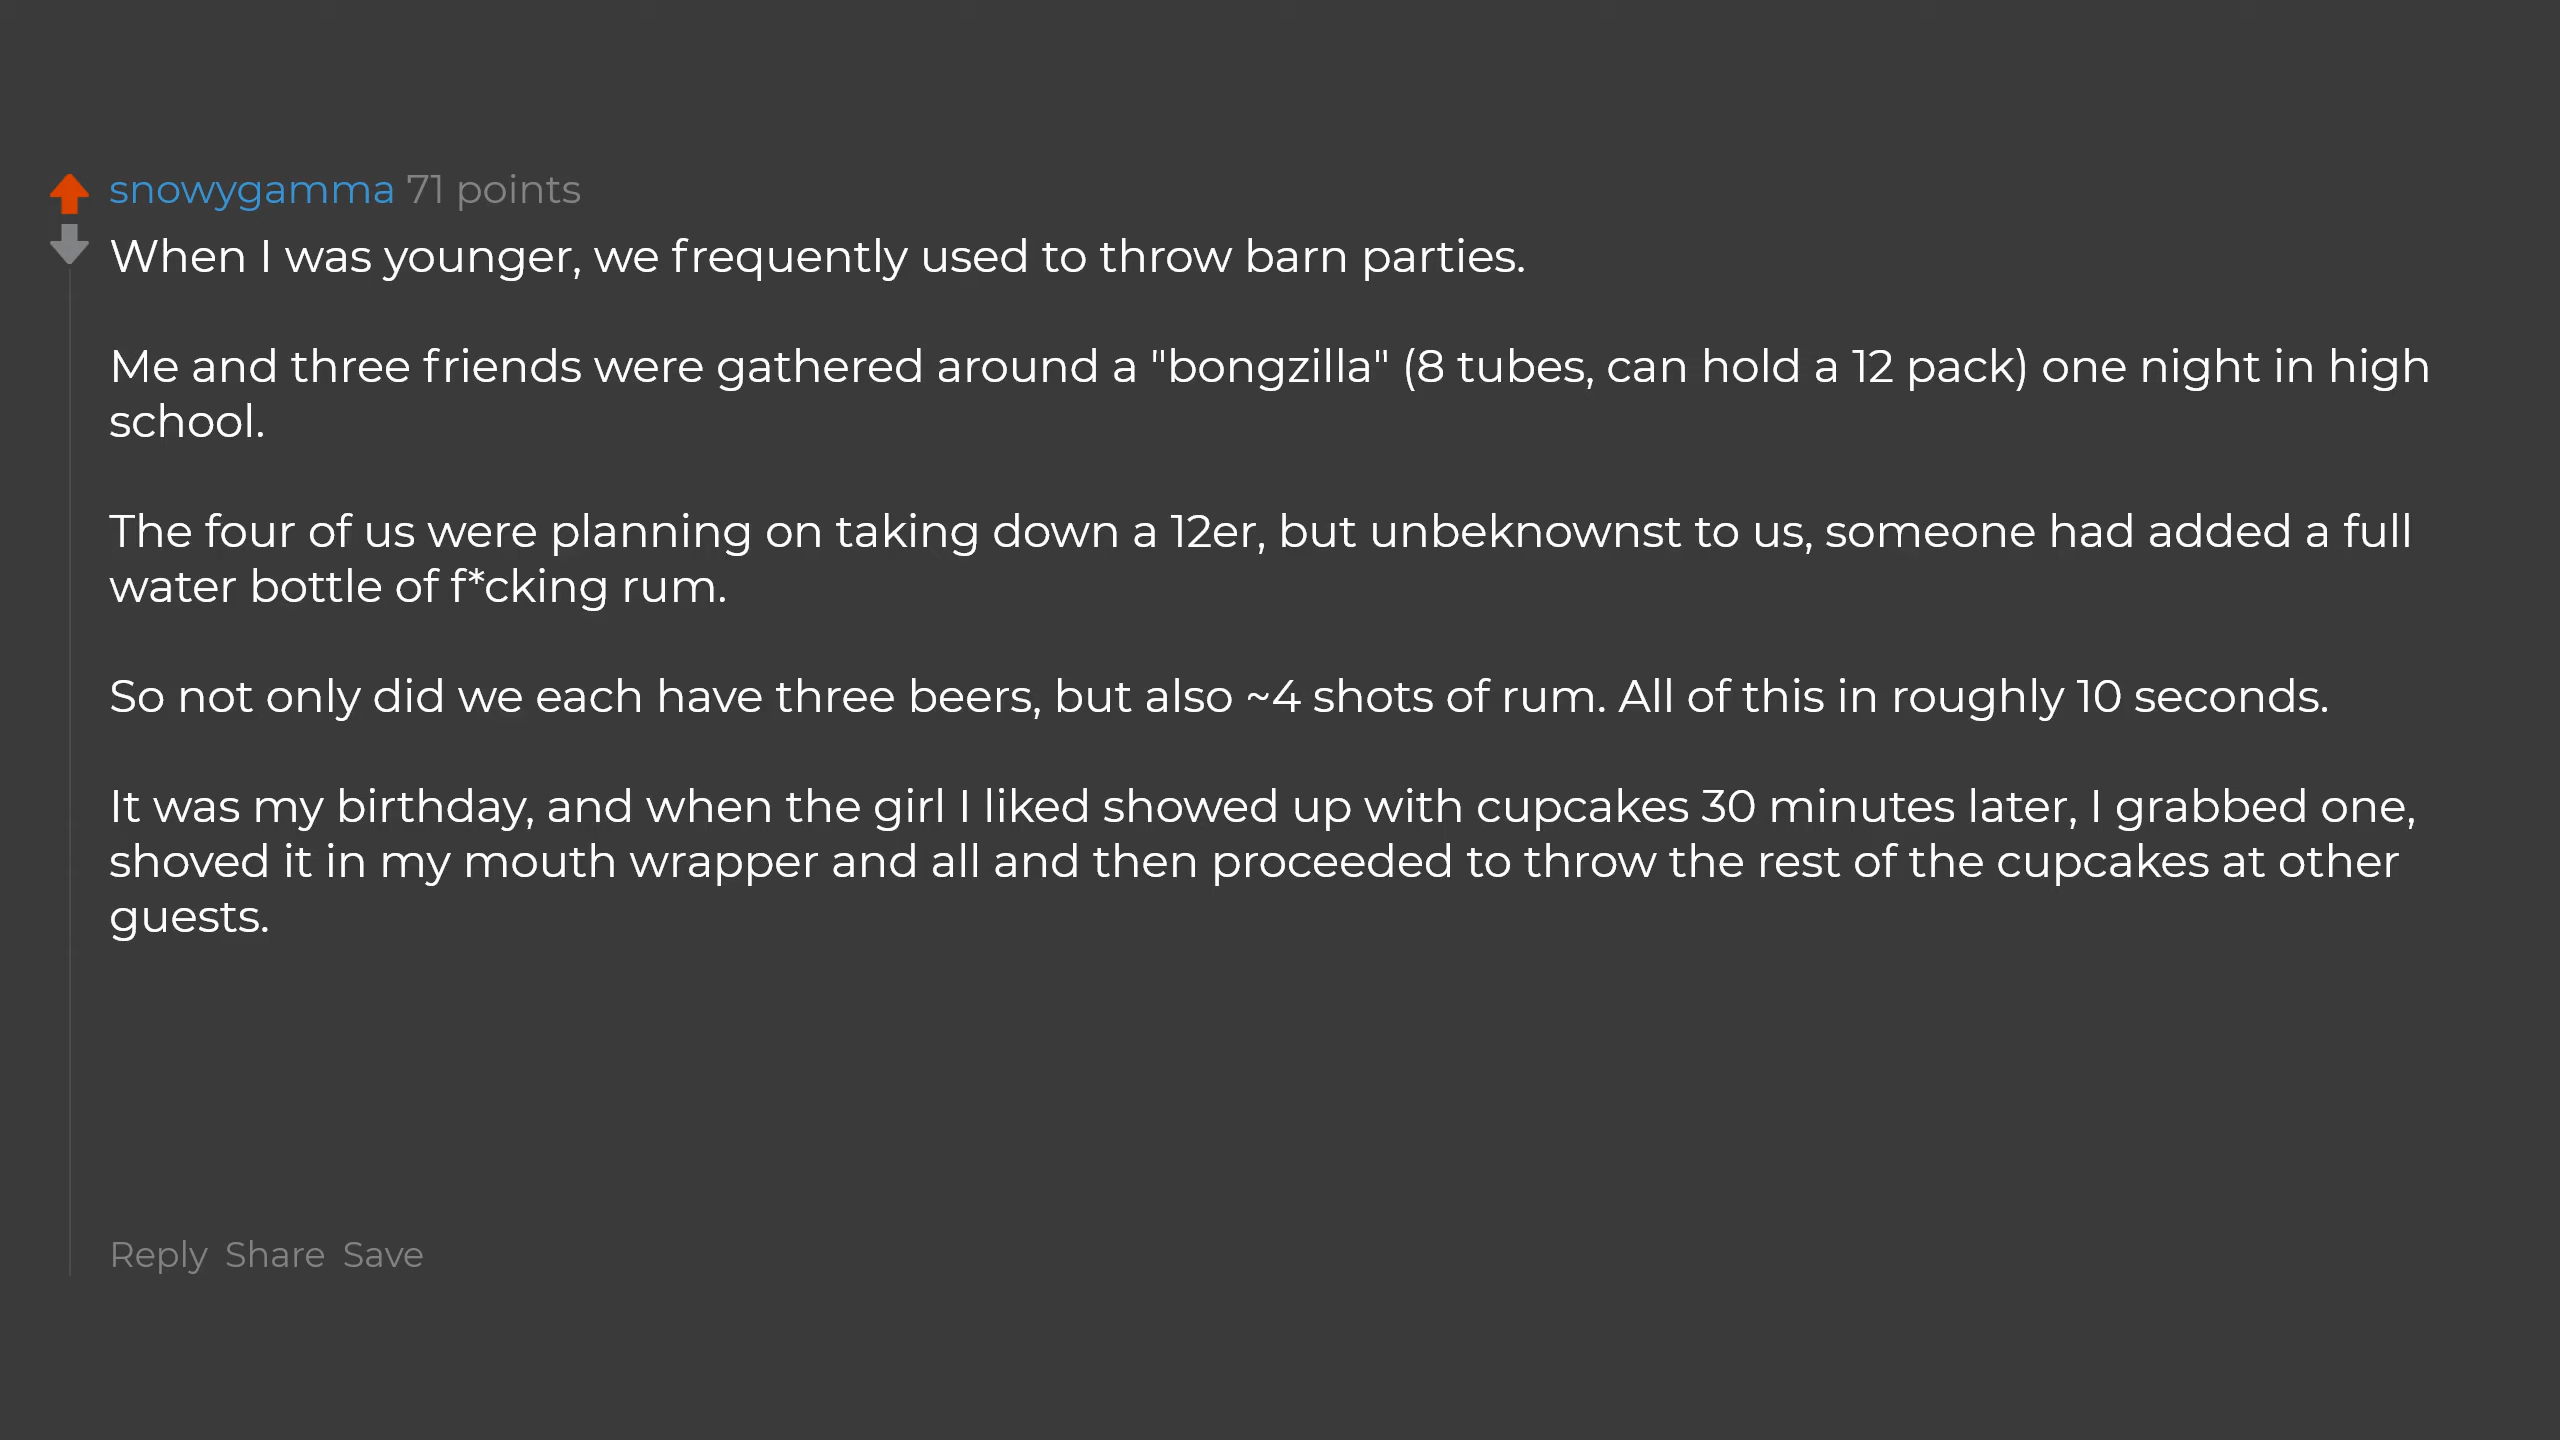 snowygamma 71 points
When I was younger, we frequently used to throw barn parties.
Me and three friends were gathered around a "bongzilla" (8 tubes, can hold a 12 pack) one night in high
school.
The four of us were planning on taking down a 12er, but unbeknownst to us, someone had added a full
water bottle of f*cking rum.
So not only did we each have three beers, but also ~4 shots of rum. All of this in roughly 10 seconds.
It was my birthday, and when the girl I liked showed up with cupcakes 30 minutes later, I grabbed one,
shoved it in my mouth wrapper and all and then proceeded to throw the rest of the cupcakes at other
guests.
Reply Share Save